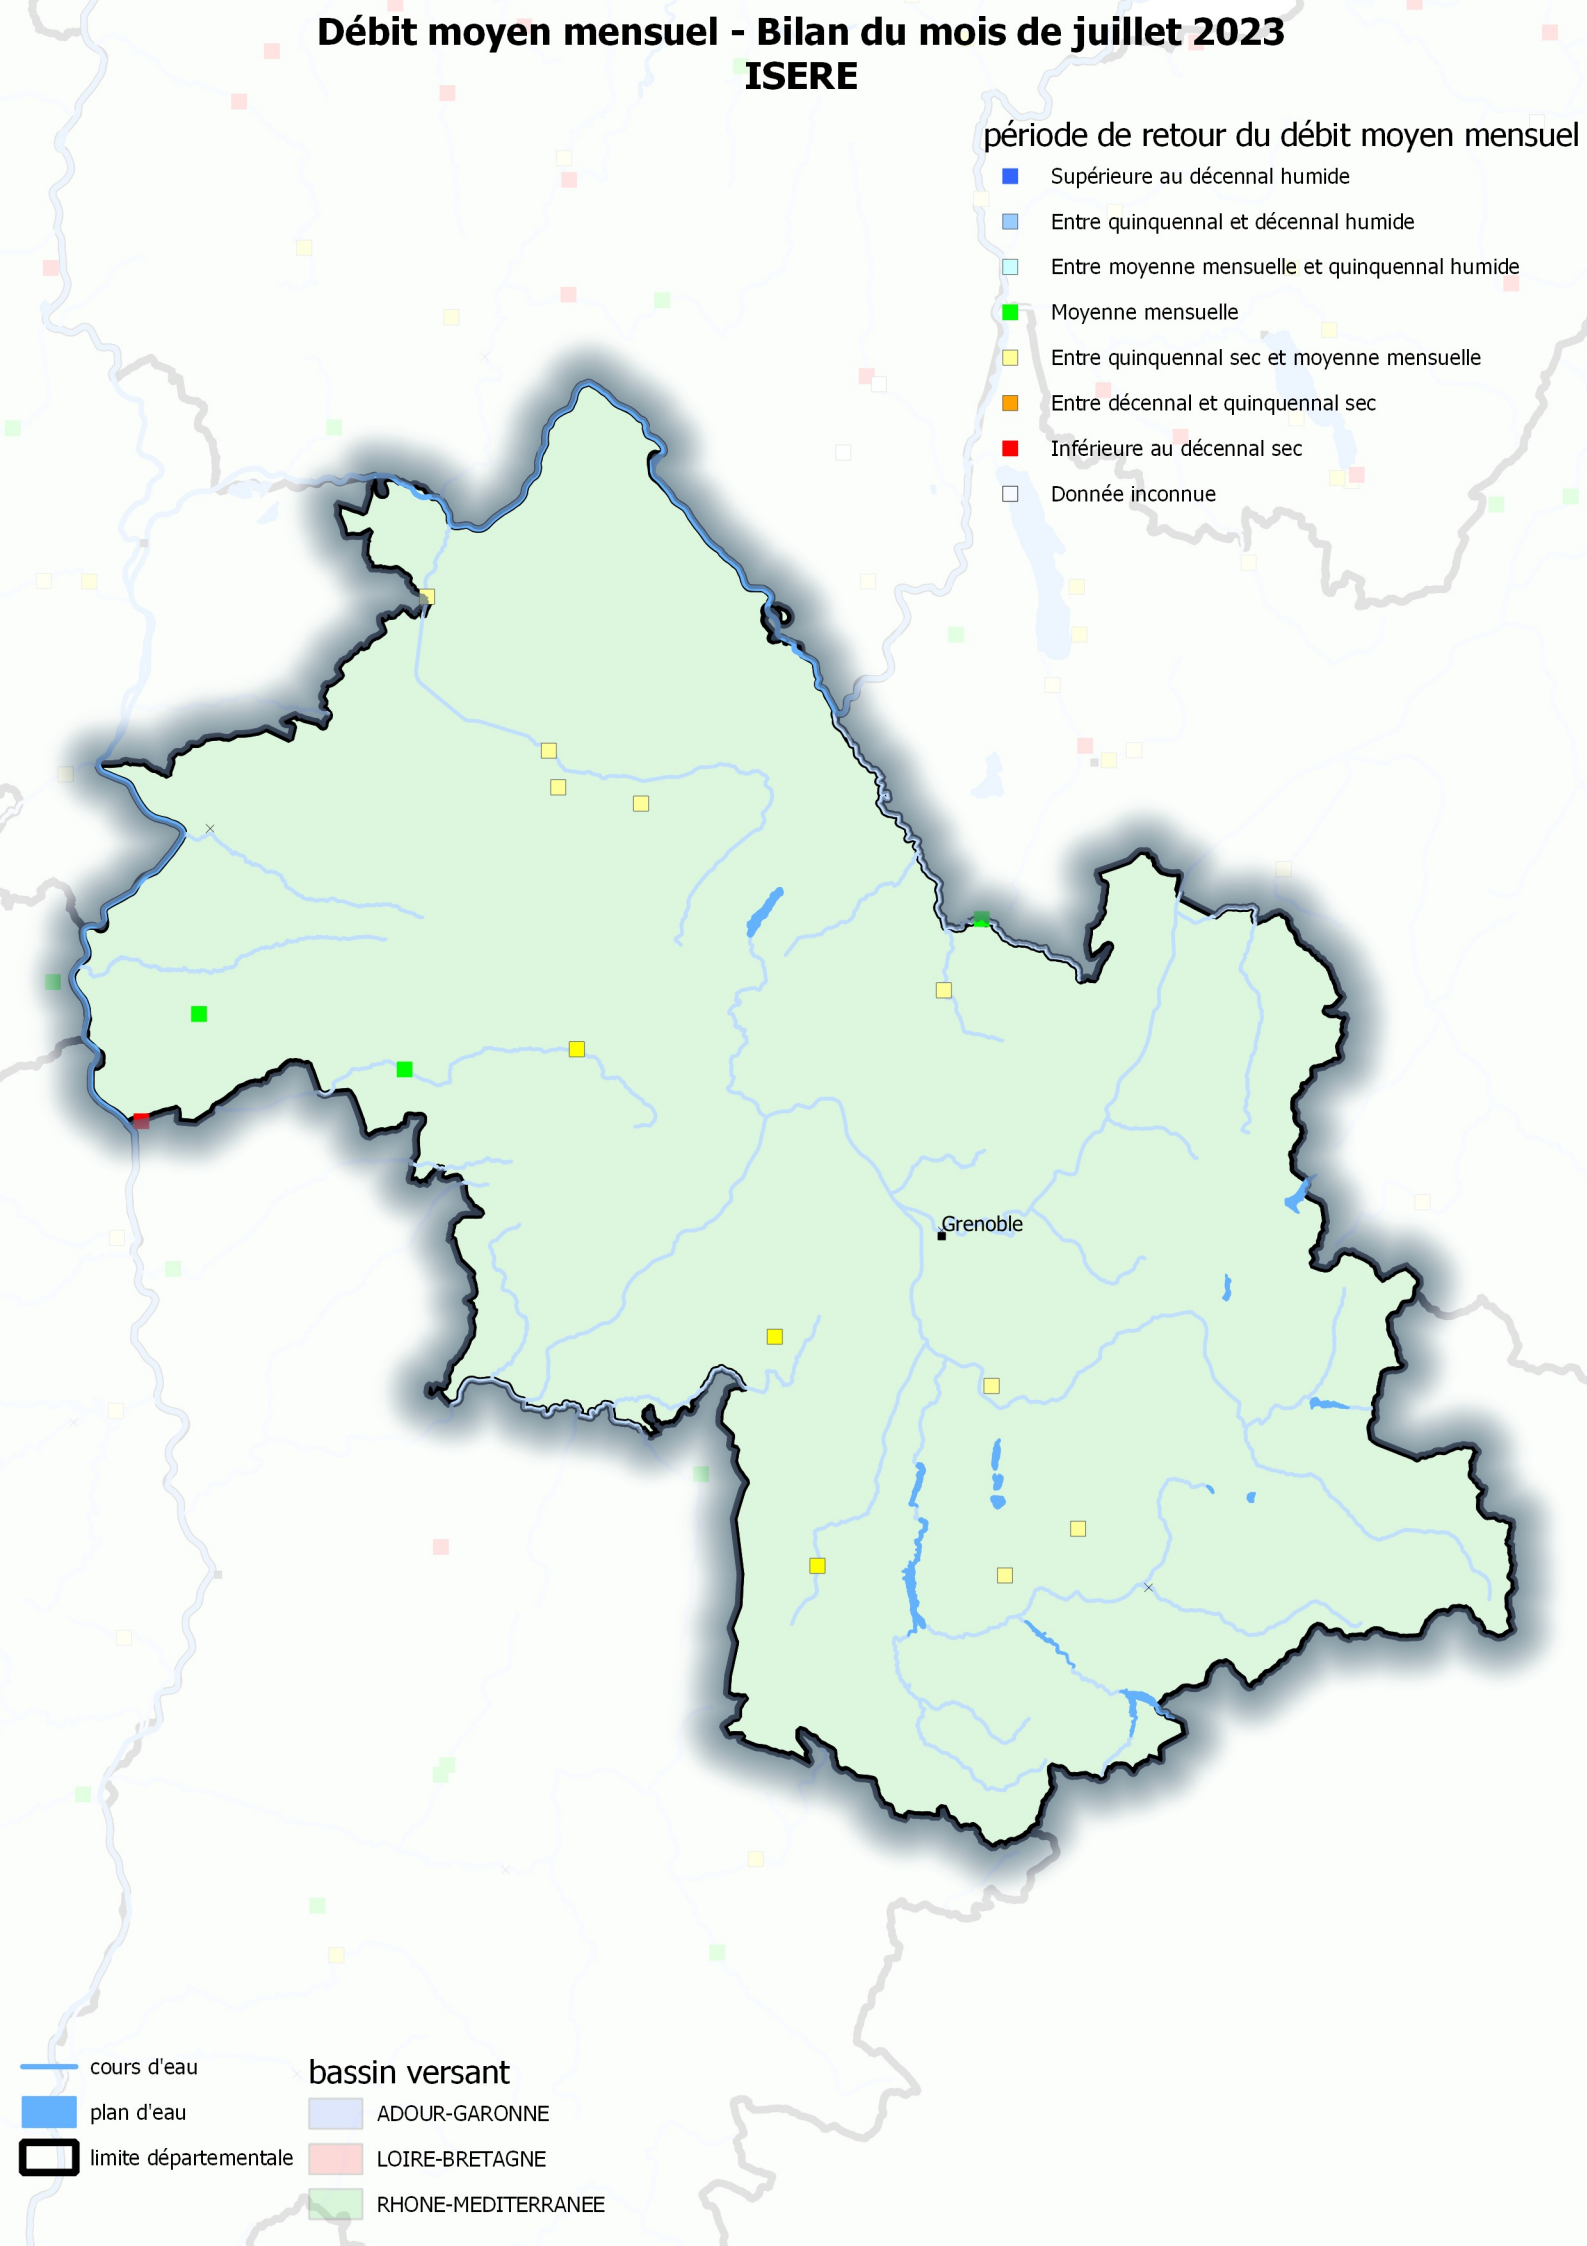 Débit moyen mensuel - Bilan du mois de juillet 2023
ISERE
période de retour du débit moyen mensuel
Supérieure au décennal humide
Entre quinquennal et décennal humide
Entre moyenne mensuelle et quinquennal humide
Moyenne mensuelle
Entre quinquennal sec et moyenne mensuelle
Entre décennal et quinquennal sec
Inférieure au décennal sec
Donnée inconnue
Grenoble
cours d'eau
plan d'eau
limite départementale
bassin versant
ADOUR-GARONNE
LOIRE-BRETAGNE
RHONE-MEDITERRANEE